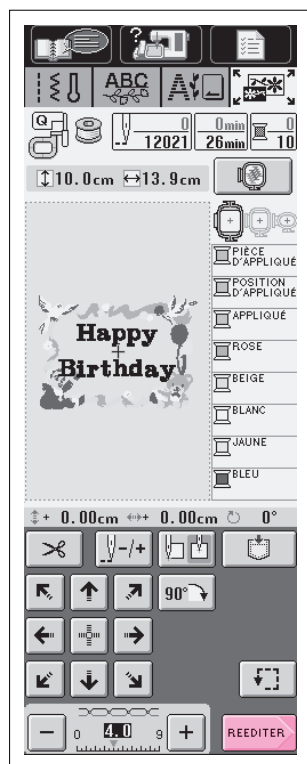 ?
ABC
A
Q
0
12021
0min
26min
0
10
10.0cm 13.9cm
PIÈCE
D'APPLIQUÉ
POSITION
D'APPLIQUÉ
APPLIQUÉ
ROSE
BEIGE
BLANC
JAUNE
BLEU
Happy
Birthday
+ 0.00cm + 0.00cm 0°
-/+
90°
- 0 4.0 9 +
REEDITER